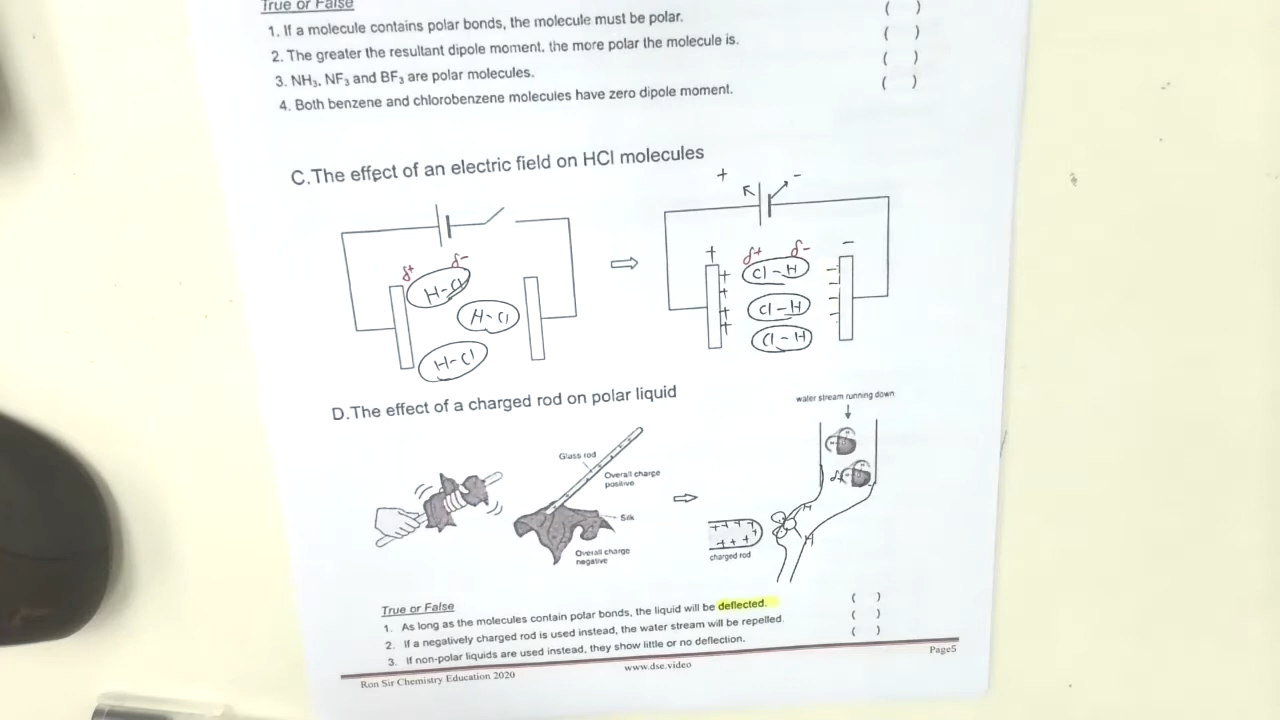 True or False
1. If a molecule contains polar bonds, the molecule must be polar. ( )
2. The greater the resultant dipole moment, the more polar the molecule is. ( )
3. NH₃, NF₃ and BF₃ are polar molecules. ( )
4. Both benzene and chlorobenzene molecules have zero dipole moment. ( )
C.The effect of an electric field on HCl molecules
+ -
δ+ δ-
H-Cl
H-Cl
H-Cl
+ δ+ δ- -
Cl-H
Cl-H
Cl-H
D.The effect of a charged rod on polar liquid
water stream running down
Glass rod
Overall charge
positive
Silk
Overall charge
negative
H
H
charged rod
True or False
1. As long as the molecules contain polar bonds, the liquid will be deflected. ( )
2. If a negatively charged rod is used instead, the water stream will be repelled. ( )
3. If non-polar liquids are used instead, they show little or no deflection. ( )
Ron Sir Chemistry Education 2020
www.dse.video
Page5